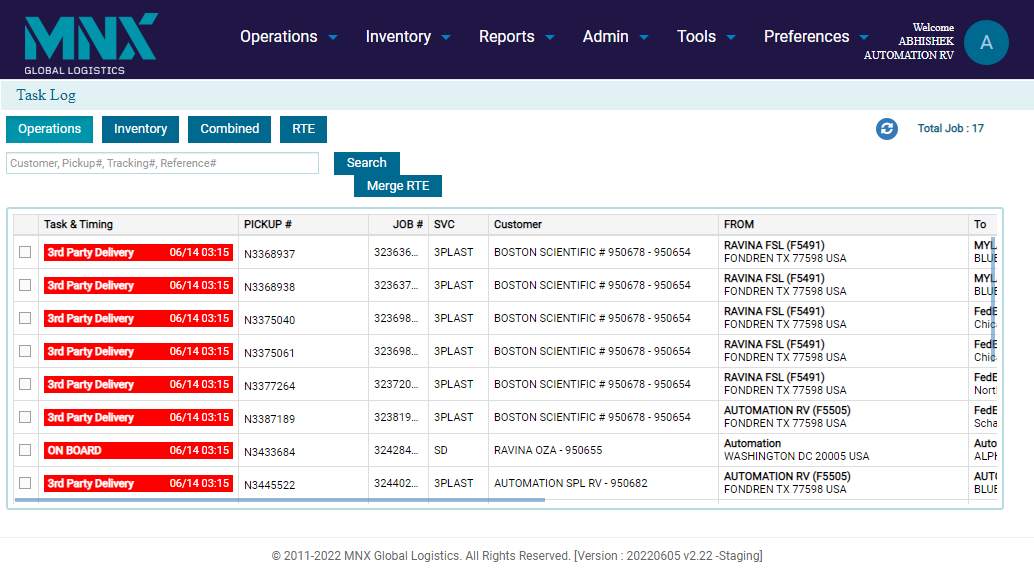 MNX
GLOBAL LOGISTICS
Operations Inventory Reports Admin Tools Preferences
Welcome
ABHISHEK
AUTOMATION RV
A
Task Log
Operations Inventory Combined RTE
Total Job : 17
Customer, Pickup#, Tracking#, Reference#
Search
Merge RTE
Task & Timing PICKUP # JOB # SVC Customer FROM To
3rd Party Delivery 06/14 03:15 N3368937 323636... 3PLAST BOSTON SCIENTIFIC # 950678 - 950654 RAVINA FSL (F5491) MYL
FONDREN TX 77598 USA BLUE
3rd Party Delivery 06/14 03:15 N3368938 323637... 3PLAST BOSTON SCIENTIFIC # 950678 - 950654 RAVINA FSL (F5491) MYL
FONDREN TX 77598 USA BLUE
3rd Party Delivery 06/14 03:15 N3375040 323698... 3PLAST BOSTON SCIENTIFIC # 950678 - 950654 RAVINA FSL (F5491) FedE
FONDREN TX 77598 USA Chic
3rd Party Delivery 06/14 03:15 N3375061 323698... 3PLAST BOSTON SCIENTIFIC # 950678 - 950654 RAVINA FSL (F5491) FedE
FONDREN TX 77598 USA Chic
3rd Party Delivery 06/14 03:15 N3377264 323720... 3PLAST BOSTON SCIENTIFIC # 950678 - 950654 RAVINA FSL (F5491) FedE
FONDREN TX 77598 USA Nort
3rd Party Delivery 06/14 03:15 N3387189 323819... 3PLAST BOSTON SCIENTIFIC # 950678 - 950654 AUTOMATION RV (F5505) FedE
FONDREN TX 77598 USA Scha
ON BOARD 06/14 03:15 N3433684 324284... SD RAVINA OZA - 950655 Automation Auto
WASHINGTON DC 20005 USA ALPH
3rd Party Delivery 06/14 03:15 N3445522 324402... 3PLAST AUTOMATION SPL RV - 950682 AUTOMATION RV (F5505) AUTO
FONDREN TX 77598 USA BLUE
© 2011-2022 MNX Global Logistics. All Rights Reserved. [Version : 20220605 v2.22 -Staging]